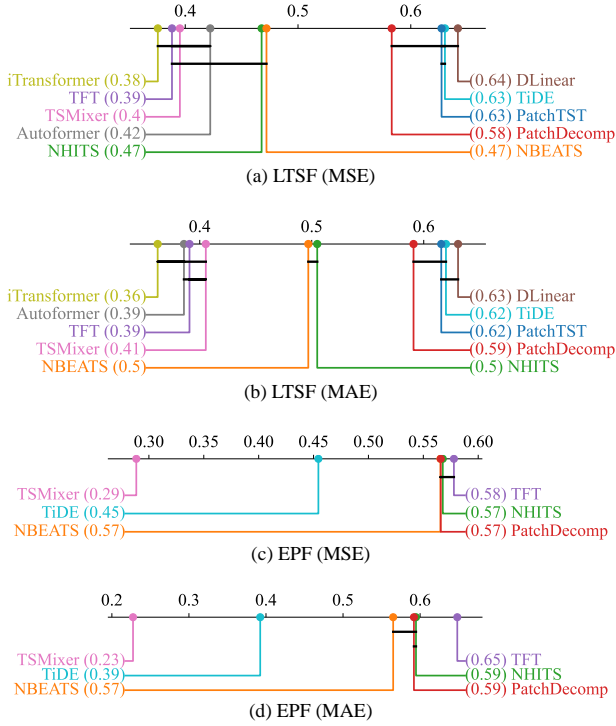 0.4 0.5 0.6
iTransformer (0.38) (0.64) DLinear
TFT (0.39) (0.63) TiDE
TSMixer (0.4) (0.63) PatchTST
Autoformer (0.42) (0.58) PatchDecomp
NHITS (0.47) (0.47) NBEATS
(a) LTSF (MSE)
0.4 0.5 0.6
iTransformer (0.36) (0.63) DLinear
Autoformer (0.39) (0.62) TiDE
TFT (0.39) (0.62) PatchTST
TSMixer (0.41) (0.59) PatchDecomp
NBEATS (0.5) (0.5) NHITS
(b) LTSF (MAE)
0.30 0.35 0.40 0.45 0.50 0.55 0.60
TSMixer (0.29) (0.58) TFT
TiDE (0.45) (0.57) NHITS
NBEATS (0.57) (0.57) PatchDecomp
(c) EPF (MSE)
0.2 0.3 0.4 0.5 0.6
TSMixer (0.23) (0.65) TFT
TiDE (0.39) (0.59) NHITS
NBEATS (0.57) (0.59) PatchDecomp
(d) EPF (MAE)